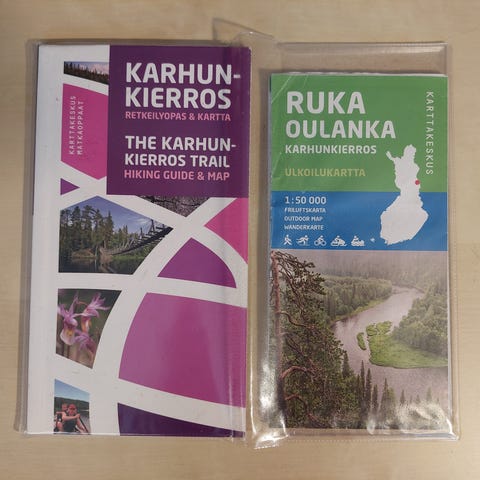 KARHUN-
KIERROS
RETKEILYOPAS & KARTTA
THE KARHUN-
KIERROS TRAIL
HIKING GUIDE & MAP
KARTTAKESKUS
MATKAOPPAAT
RUKA
OULANKA
KARHUNKIERROS
ULKOILUKARTTA
KARTTAKESKUS
1:50 000
FRILUFTSKARTA
OUTDOOR MAP
WANDERKARTE